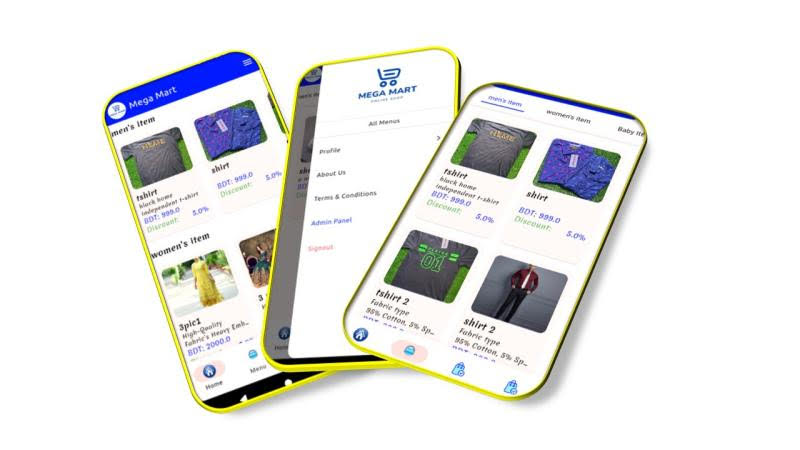 Mega Mart
men's item
tshirt
black home
independent t-shirt
BDT: 999.0
Discount:
5.0%
shirt
BDT: 999.0
Discount:
5.0%
women's item
3pic1
High-Quality
Fabric's Heavy Emb...
BDT: 2000.0
3
Home
Menu
MEGA MART
ONLINE SHOP
All Menus
Profile
About Us
Terms & Conditions
Admin Panel
Signout
men's item
women's item
Baby Ite
tshirt
black home
independent t-shirt
BDT: 999.0
Discount:
5.0%
shirt
BDT: 999.0
Discount:
5.0%
01
tshirt 2
Fabric type
95% Cotton, 5% Sp...
shirt 2
Fabric type
95% Cotton, 5% Sp...